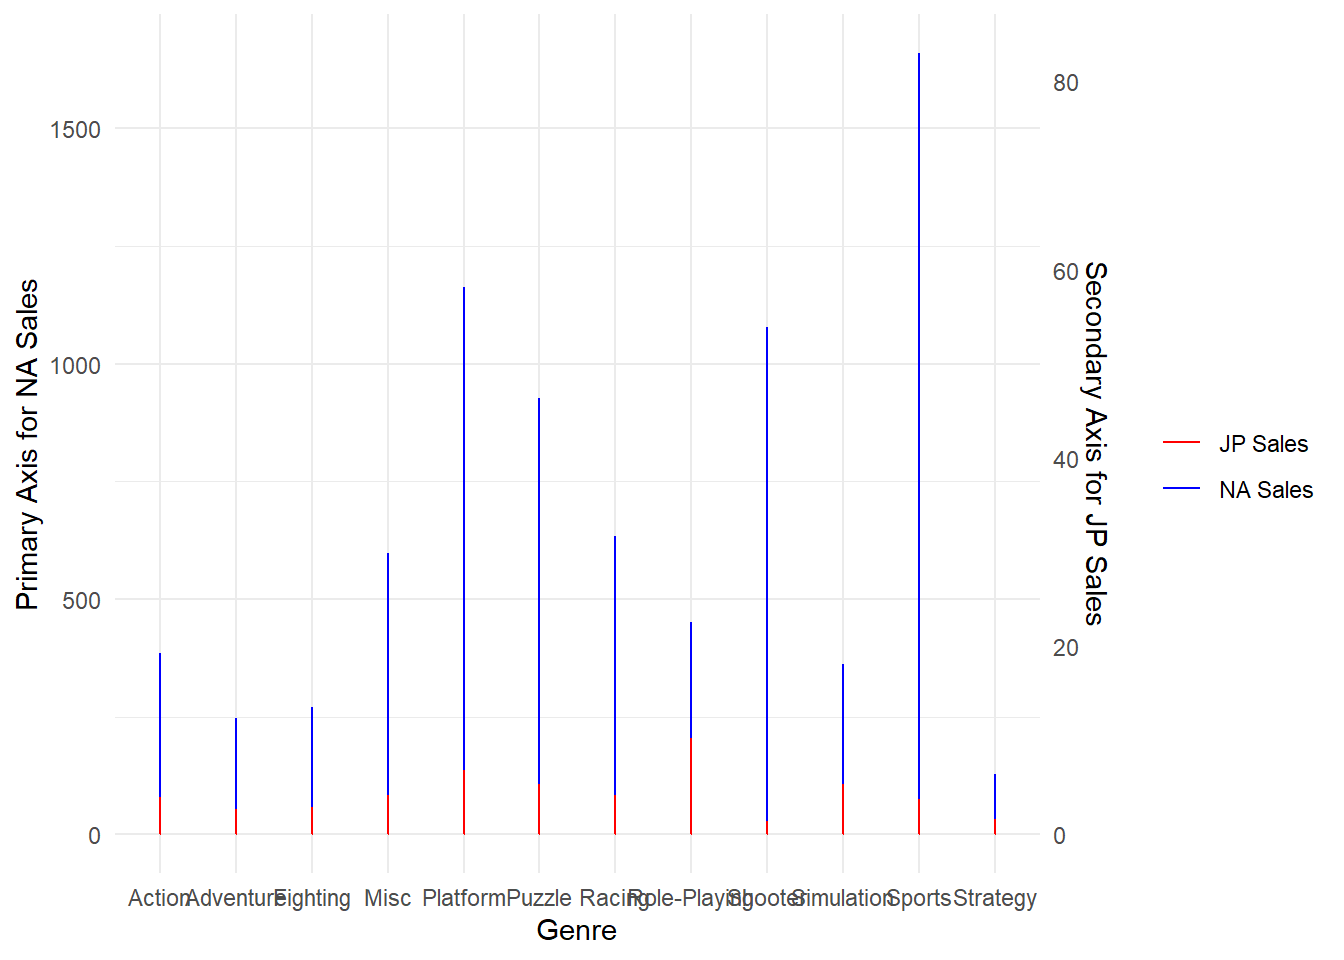 Primary Axis for NA Sales
1500
1000
500
0
80
60
40
20
0
Secondary Axis for JP Sales
JP Sales
NA Sales
Action Adventure Fighting Misc Platform Puzzle Racing Role-Playing Shooter Simulation Sports Strategy
Genre